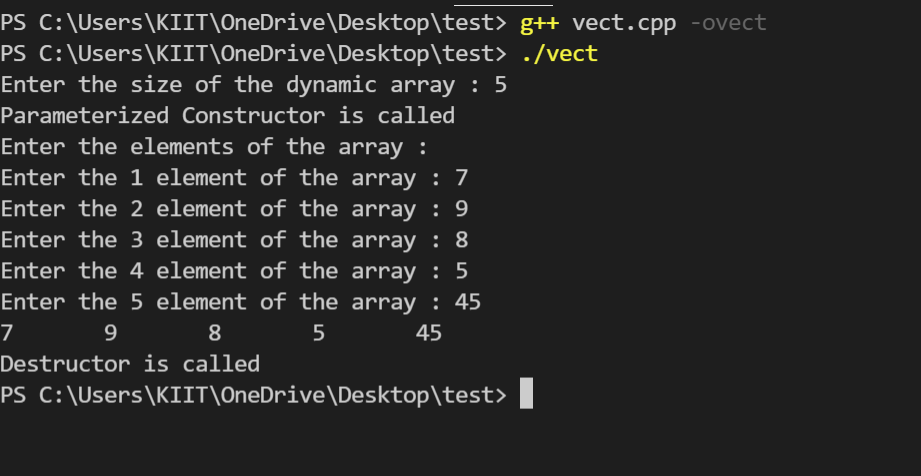 PS C:\Users\KIIT\OneDrive\Desktop\test> g++ vect.cpp -ovect
PS C:\Users\KIIT\OneDrive\Desktop\test> ./vect
Enter the size of the dynamic array : 5
Parameterized Constructor is called
Enter the elements of the array :
Enter the 1 element of the array : 7
Enter the 2 element of the array : 9
Enter the 3 element of the array : 8
Enter the 4 element of the array : 5
Enter the 5 element of the array : 45
7       9       8       5       45
Destructor is called
PS C:\Users\KIIT\OneDrive\Desktop\test>